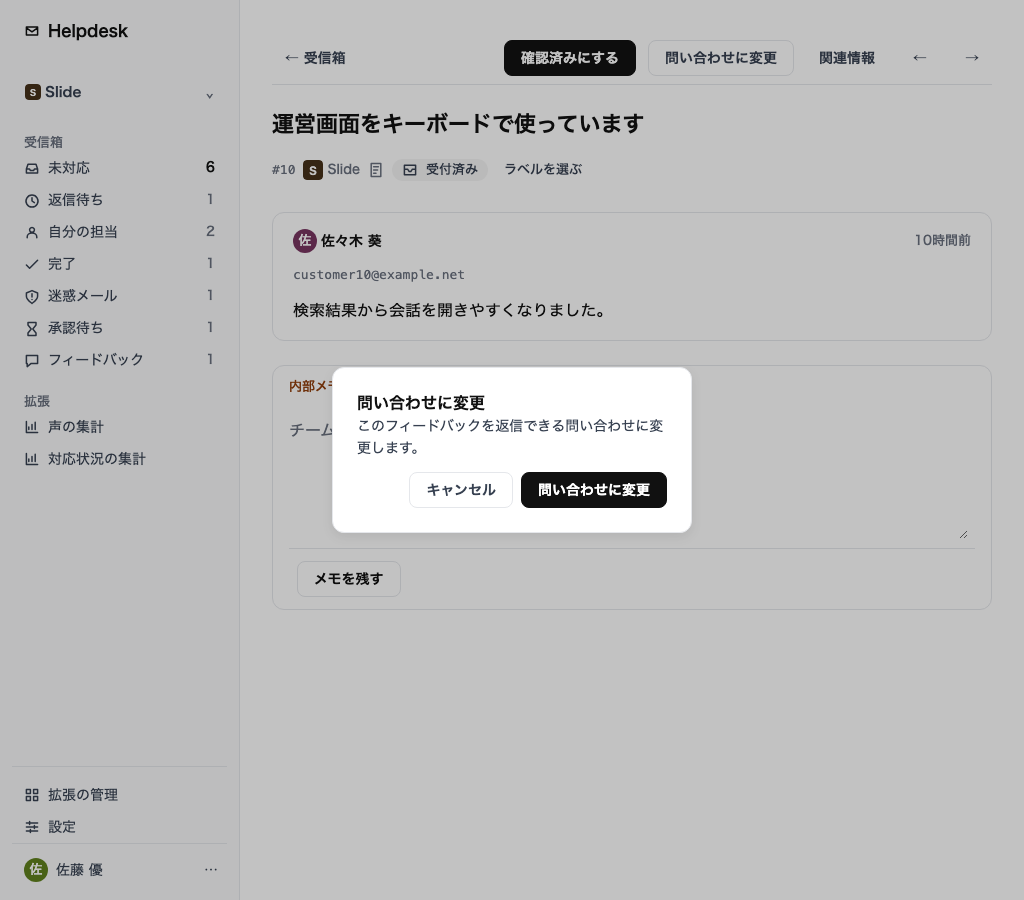 Helpdesk
S Slide
受信箱
未対応 6
返信待ち 1
自分の担当 2
完了 1
迷惑メール 1
承認待ち 1
フィードバック 1
拡張
声の集計
対応状況の集計
拡張の管理
設定
佐 佐藤 優 …
← 受信箱 確認済みにする 問い合わせに変更 関連情報 ← →
運営画面をキーボードで使っています
#10 S Slide 受付済み ラベルを選ぶ
佐 佐々木 葵 10時間前
customer10@example.net
検索結果から会話を開きやすくなりました。
内部メモ
チーム
問い合わせに変更
このフィードバックを返信できる問い合わせに変
更します。
キャンセル 問い合わせに変更
メモを残す